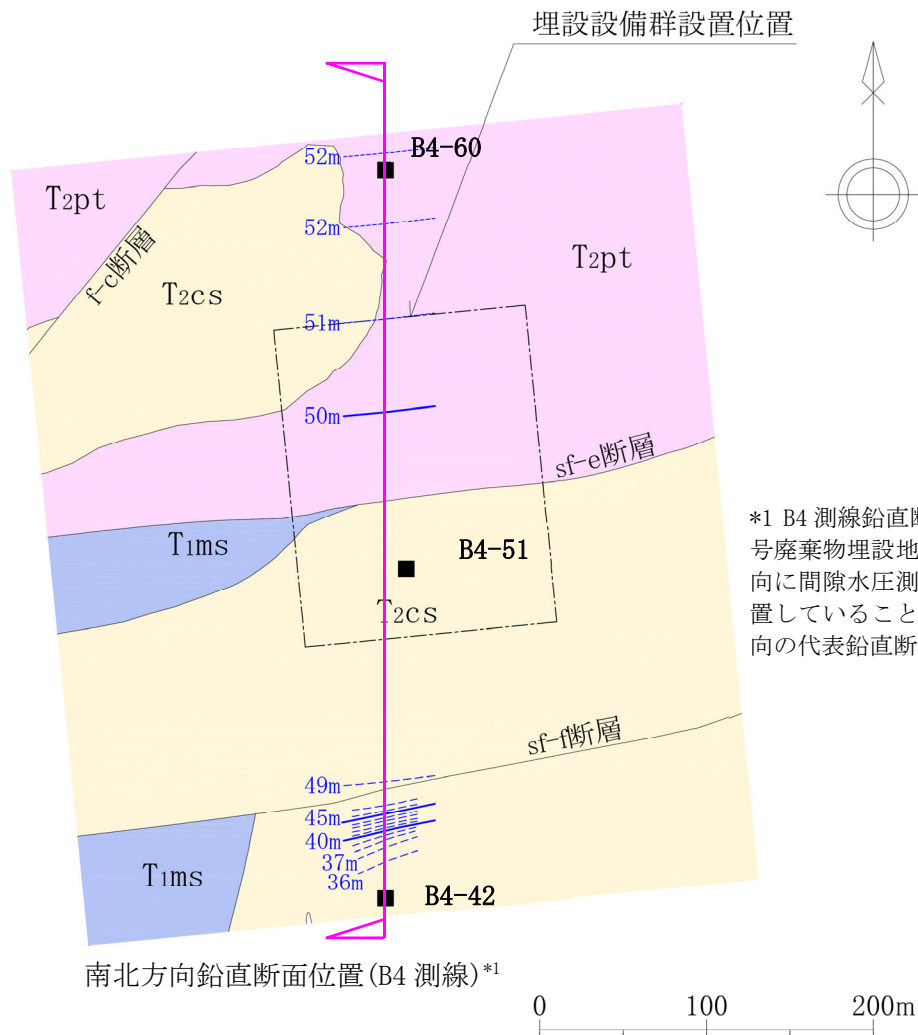 埋設設備群設置位置
B4-60
52m
T2pt
52m
f-c断層
T2cs
T2pt
51m
50m
sf-e断層
*1 B4 測線鉛直断
号廃棄物埋設地
向に間隙水圧測
置していること
向の代表鉛直断
T1ms
B4-51
T2cs
sf-f断層
49m
45m
40m
37m
36m
T1ms
B4-42
南北方向鉛直断面位置(B4 測線)*1
0 100 200m